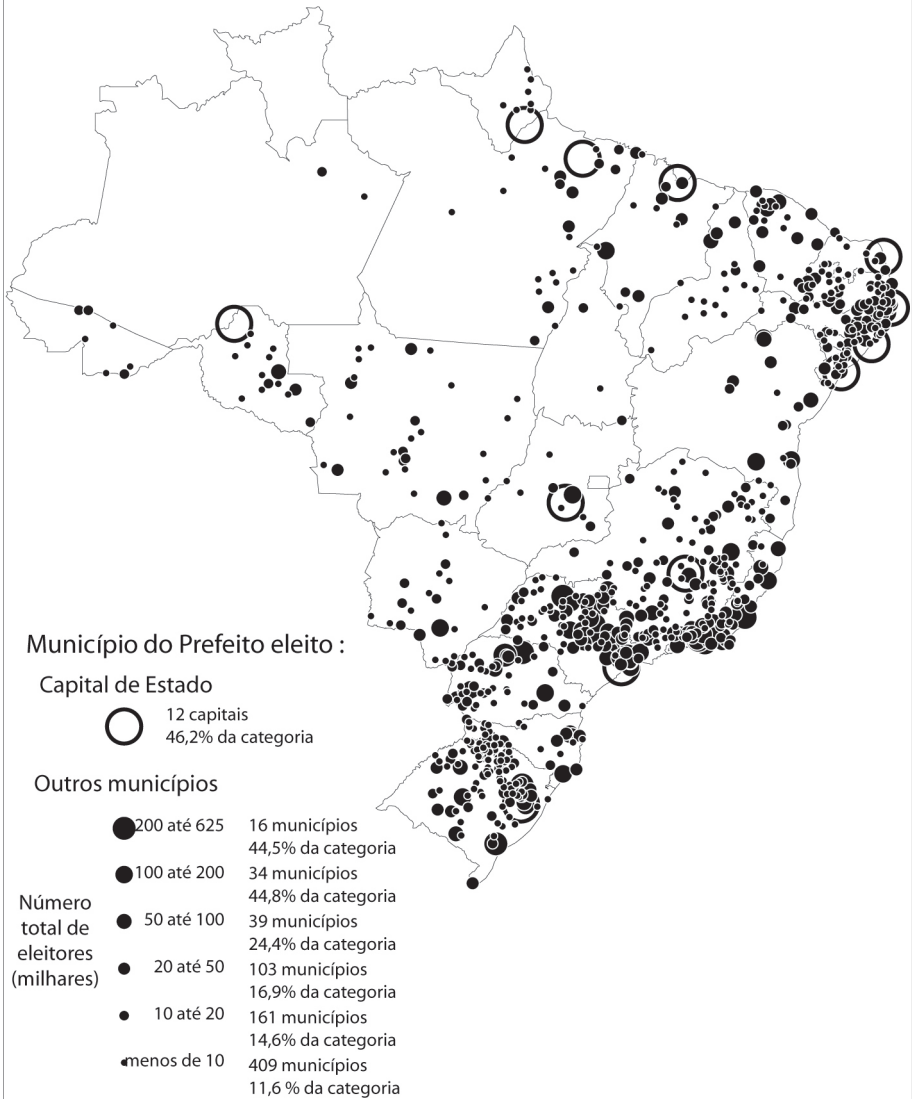 Município do Prefeito eleito :
Capital de Estado
12 capitais
46,2% da categoria
Outros municípios
Número
total de
eleitores
(milhares)
200 até 625
16 municípios
44,5% da categoria
100 até 200
34 municípios
44,8% da categoria
50 até 100
39 municípios
24,4% da categoria
20 até 50
103 municípios
16,9% da categoria
10 até 20
161 municípios
14,6% da categoria
menos de 10
409 municípios
11,6 % da categoria